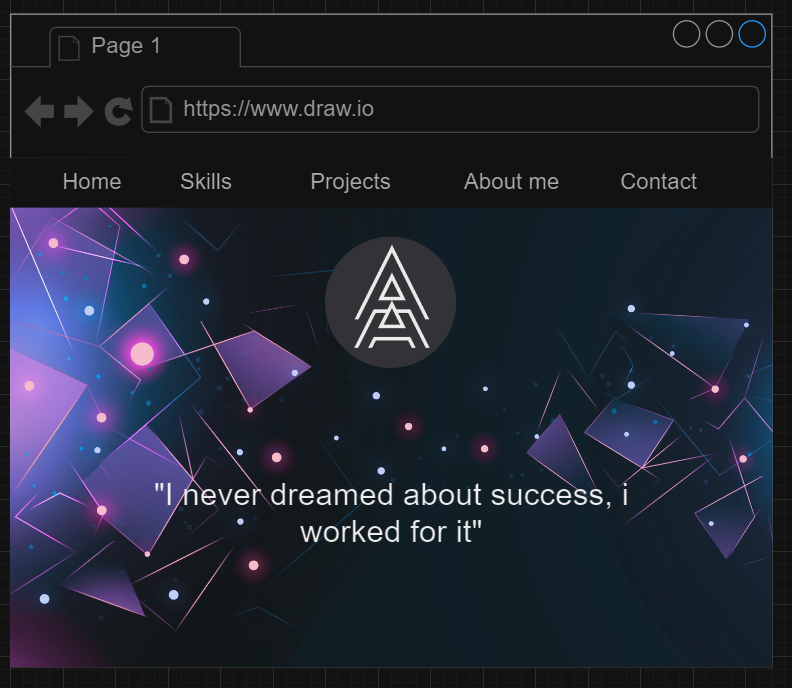 Page 1
https://www.draw.io
Home Skills Projects About me Contact
"I never dreamed about success, i
worked for it"